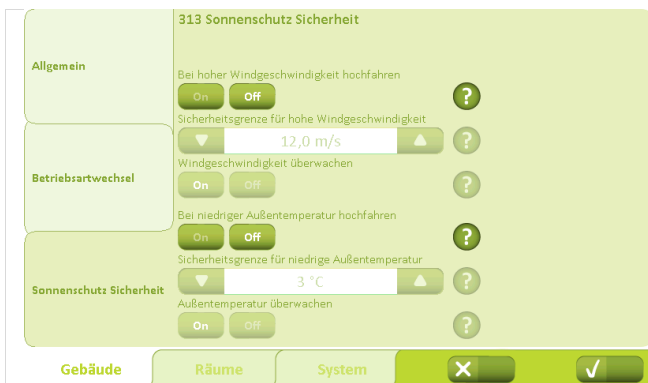 313 Sonnenschutz Sicherheit
Allgemein
Bei hoher Windgeschwindigkeit hochfahren
On Off ?
Sicherheitsgrenze für hohe Windgeschwindigkeit
12,0 m/s ?
Windgeschwindigkeit überwachen
Betriebsartwechsel
On Off ?
Bei niedriger Außentemperatur hochfahren
On Off ?
Sicherheitsgrenze für niedrige Außentemperatur
3 °C ?
Sonnenschutz Sicherheit
Außentemperatur überwachen
On Off ?
Gebäude Räume System